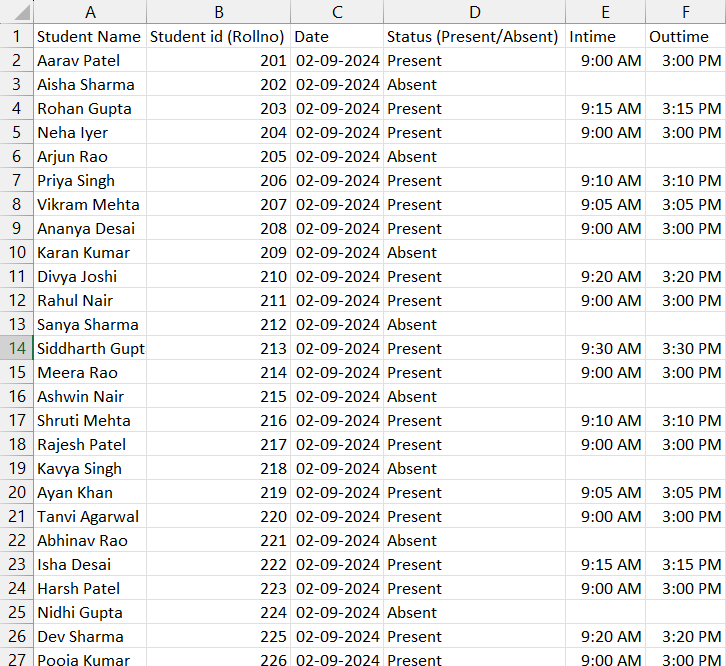 A B C D E F
1 Student Name Student id (Rollno) Date Status (Present/Absent) Intime Outtime
2 Aarav Patel 201 02-09-2024 Present 9:00 AM 3:00 PM
3 Aisha Sharma 202 02-09-2024 Absent
4 Rohan Gupta 203 02-09-2024 Present 9:15 AM 3:15 PM
5 Neha Iyer 204 02-09-2024 Present 9:00 AM 3:00 PM
6 Arjun Rao 205 02-09-2024 Absent
7 Priya Singh 206 02-09-2024 Present 9:10 AM 3:10 PM
8 Vikram Mehta 207 02-09-2024 Present 9:05 AM 3:05 PM
9 Ananya Desai 208 02-09-2024 Present 9:00 AM 3:00 PM
10 Karan Kumar 209 02-09-2024 Absent
11 Divya Joshi 210 02-09-2024 Present 9:20 AM 3:20 PM
12 Rahul Nair 211 02-09-2024 Present 9:00 AM 3:00 PM
13 Sanya Sharma 212 02-09-2024 Absent
14 Siddharth Gupt 213 02-09-2024 Present 9:30 AM 3:30 PM
15 Meera Rao 214 02-09-2024 Present 9:00 AM 3:00 PM
16 Ashwin Nair 215 02-09-2024 Absent
17 Shruti Mehta 216 02-09-2024 Present 9:10 AM 3:10 PM
18 Rajesh Patel 217 02-09-2024 Present 9:00 AM 3:00 PM
19 Kavya Singh 218 02-09-2024 Absent
20 Ayan Khan 219 02-09-2024 Present 9:05 AM 3:05 PM
21 Tanvi Agarwal 220 02-09-2024 Present 9:00 AM 3:00 PM
22 Abhinav Rao 221 02-09-2024 Absent
23 Isha Desai 222 02-09-2024 Present 9:15 AM 3:15 PM
24 Harsh Patel 223 02-09-2024 Present 9:00 AM 3:00 PM
25 Nidhi Gupta 224 02-09-2024 Absent
26 Dev Sharma 225 02-09-2024 Present 9:20 AM 3:20 PM
27 Pooja Kumar 226 02-09-2024 Present 9:00 AM 3:00 PM